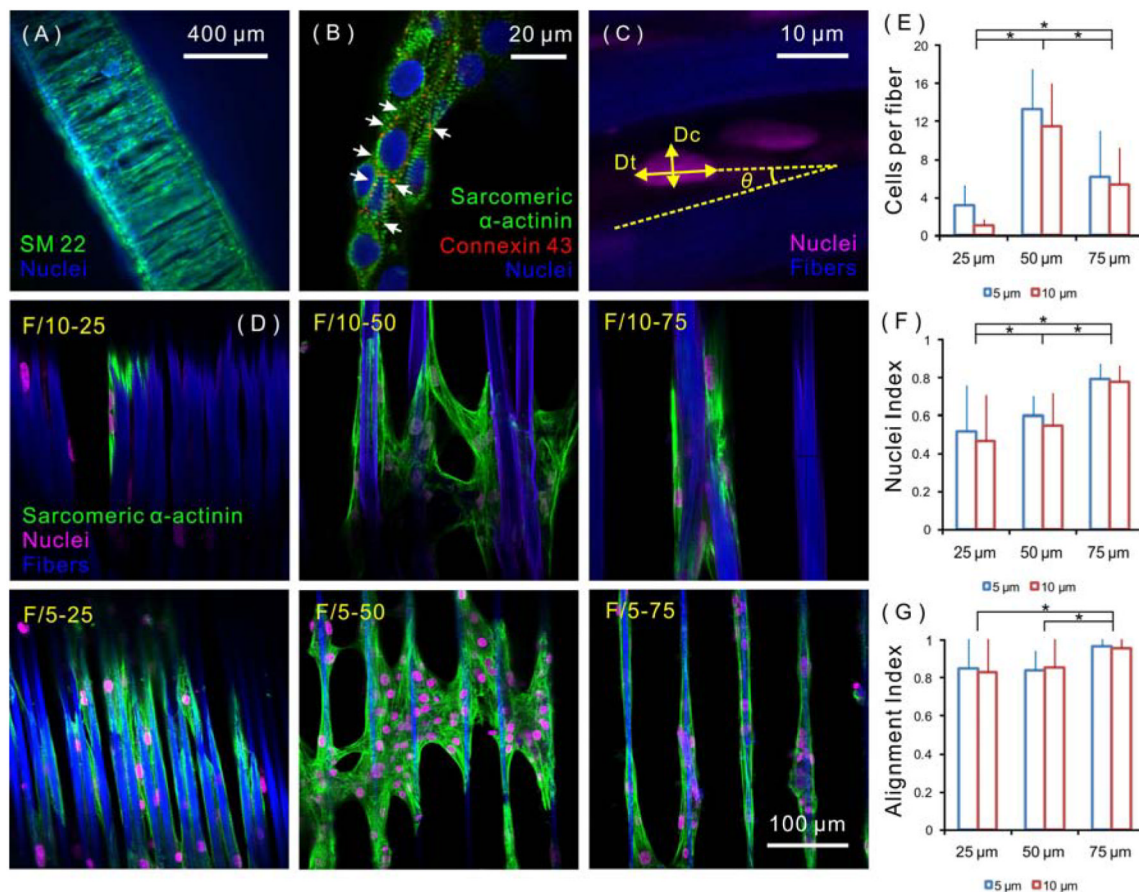 ( A )
400 µm
SM 22
Nuclei
( B )
20 µm
Sarcomeric
α-actinin
Connexin 43
Nuclei
( C )
10 µm
Dc
Dt
θ
Nuclei
Fibers
F/10-25
( D )
Sarcomeric α-actinin
Nuclei
Fibers
F/10-50
F/10-75
F/5-25
F/5-50
F/5-75
100 µm
( E )
*
* *
Cells per fiber
20
16
12
8
4
0
25 µm 50 µm 75 µm
5 µm 10 µm
( F )
*
* *
Nuclei Index
1
0.8
0.6
0.4
0.2
0
25 µm 50 µm 75 µm
5 µm 10 µm
( G )
*
*
Alignment Index
1
0.8
0.6
0.4
0.2
0
25 µm 50 µm 75 µm
5 µm 10 µm